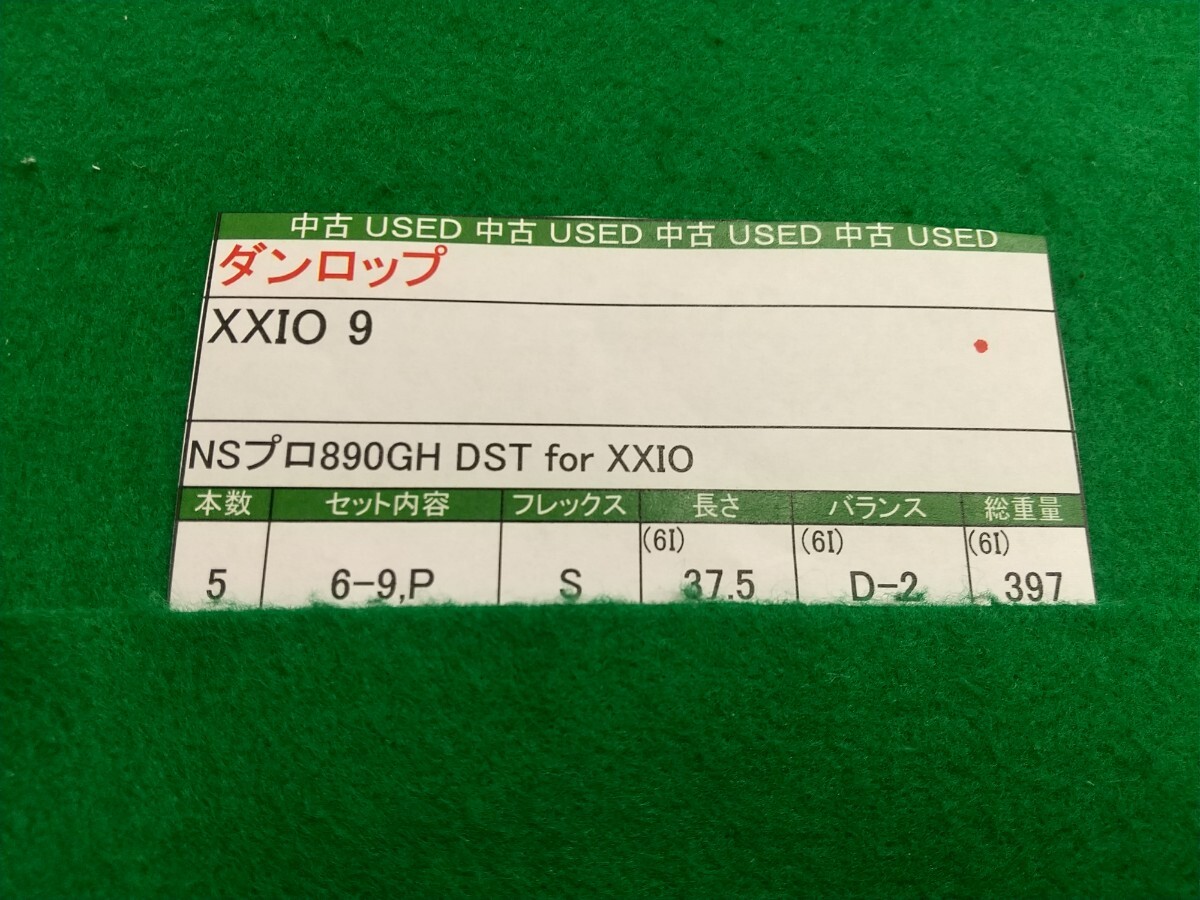 中古 USED 中古 USED 中古 USED 中古 USED
ダンロップ
XXIO 9
NSプロ890GH DST for XXIO
本数 セット内容 フレックス 長さ バランス 総重量
(6I) (6I) (6I)
5 6-9,P S 37.5 D-2 397